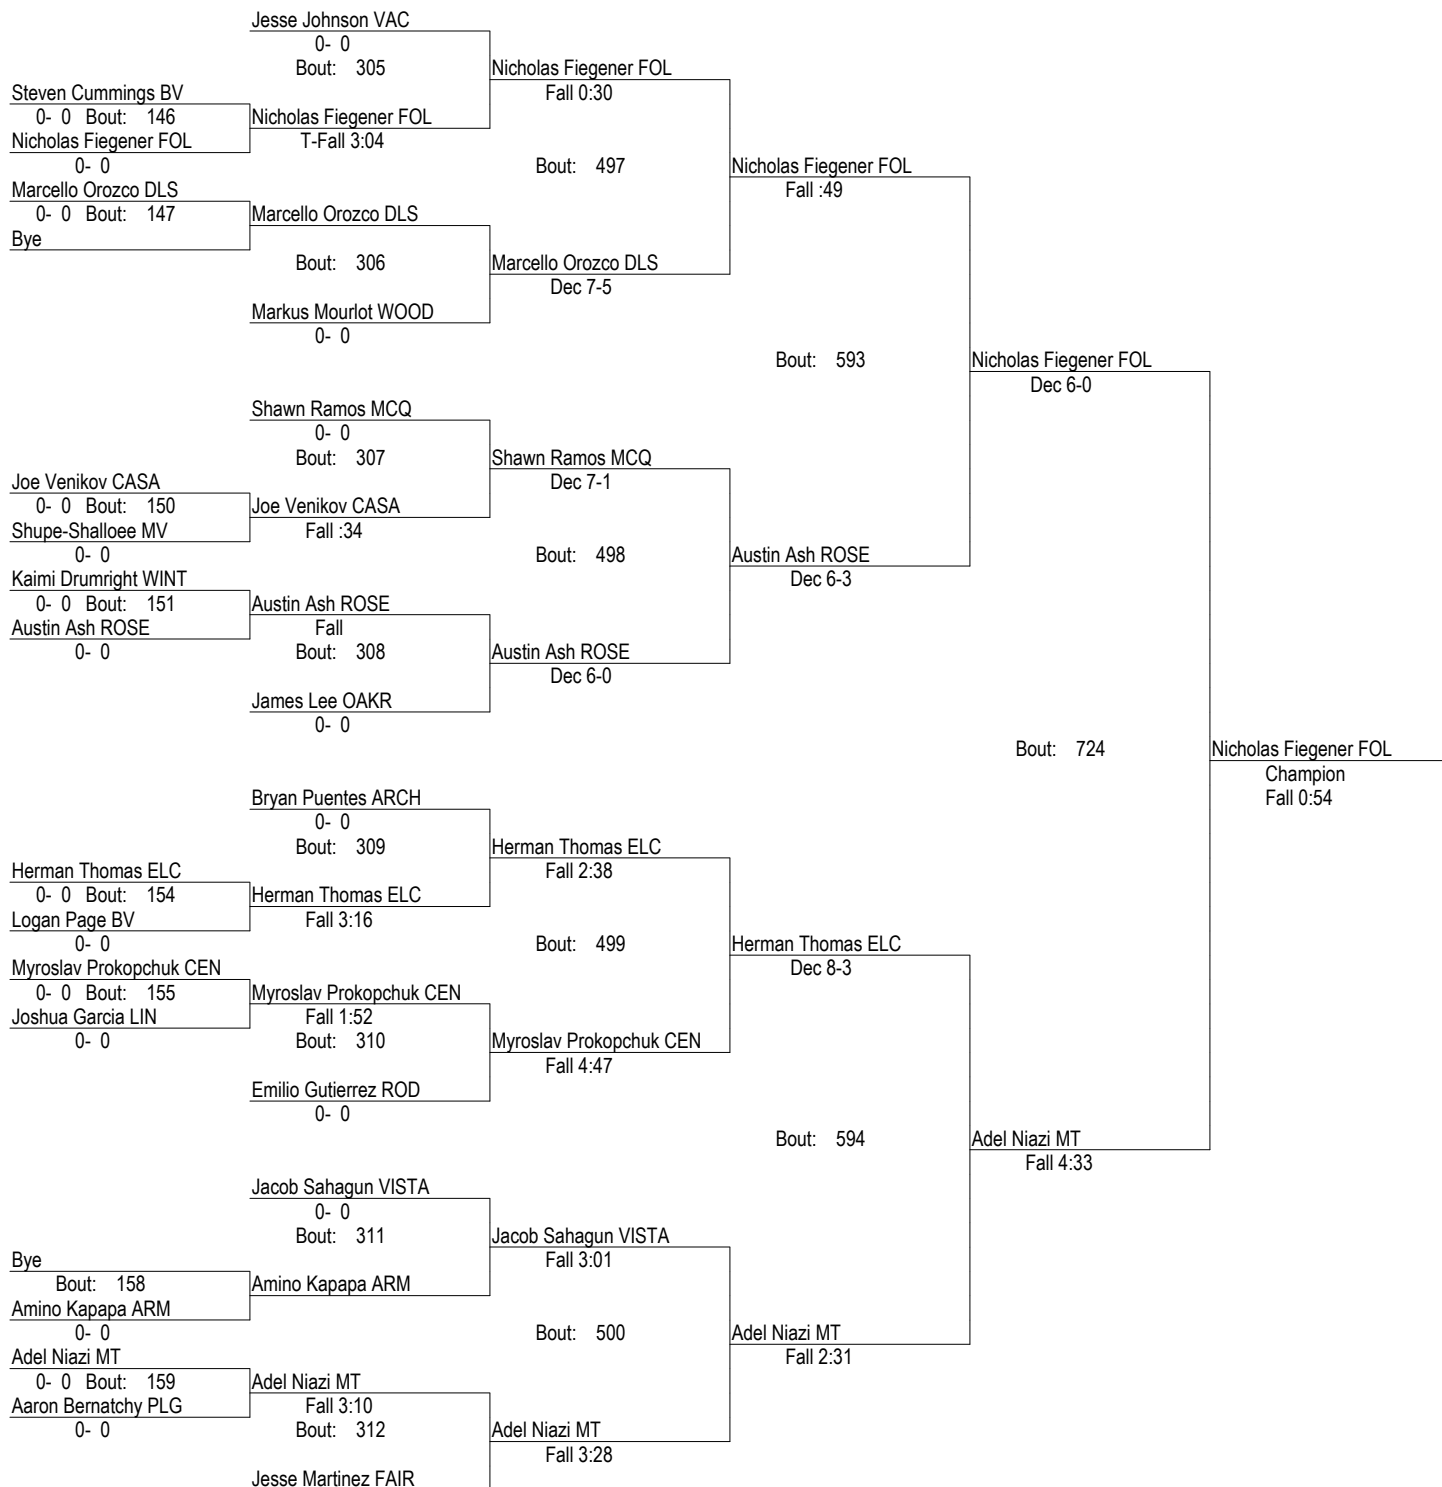 Jesse Johnson VAC
0- 0
Bout: 305
Nicholas Fiegener FOL
Fall 0:30
Steven Cummings BV
0- 0 Bout: 146
Nicholas Fiegener FOL
T-Fall 3:04
Nicholas Fiegener FOL
0- 0
Bout: 497
Nicholas Fiegener FOL
Fall :49
Marcello Orozco DLS
0- 0 Bout: 147
Marcello Orozco DLS
Bye
Bout: 306
Marcello Orozco DLS
Dec 7-5
Markus Mourlot WOOD
0- 0
Bout: 593
Nicholas Fiegener FOL
Dec 6-0
Shawn Ramos MCQ
0- 0
Bout: 307
Shawn Ramos MCQ
Dec 7-1
Joe Venikov CASA
0- 0 Bout: 150
Joe Venikov CASA
Fall :34
Shupe-Shalloee MV
0- 0
Bout: 498
Austin Ash ROSE
Dec 6-3
Kaimi Drumright WINT
0- 0 Bout: 151
Austin Ash ROSE
Fall
Austin Ash ROSE
0- 0
Bout: 308
Austin Ash ROSE
Dec 6-0
James Lee OAKR
0- 0
Bout: 724
Nicholas Fiegener FOL
Champion
Fall 0:54
Bryan Puentes ARCH
0- 0
Bout: 309
Herman Thomas ELC
Fall 2:38
Herman Thomas ELC
0- 0 Bout: 154
Herman Thomas ELC
Fall 3:16
Logan Page BV
0- 0
Bout: 499
Herman Thomas ELC
Dec 8-3
Myroslav Prokopchuk CEN
0- 0 Bout: 155
Myroslav Prokopchuk CEN
Fall 1:52
Joshua Garcia LIN
0- 0
Bout: 310
Myroslav Prokopchuk CEN
Fall 4:47
Emilio Gutierrez ROD
0- 0
Bout: 594
Adel Niazi MT
Fall 4:33
Jacob Sahagun VISTA
0- 0
Bout: 311
Jacob Sahagun VISTA
Fall 3:01
Bye
Bout: 158
Amino Kapapa ARM
Amino Kapapa ARM
0- 0
Bout: 500
Adel Niazi MT
Fall 2:31
Adel Niazi MT
0- 0 Bout: 159
Adel Niazi MT
Fall 3:10
Aaron Bernatchy PLG
0- 0
Bout: 312
Adel Niazi MT
Fall 3:28
Jesse Martinez FAIR